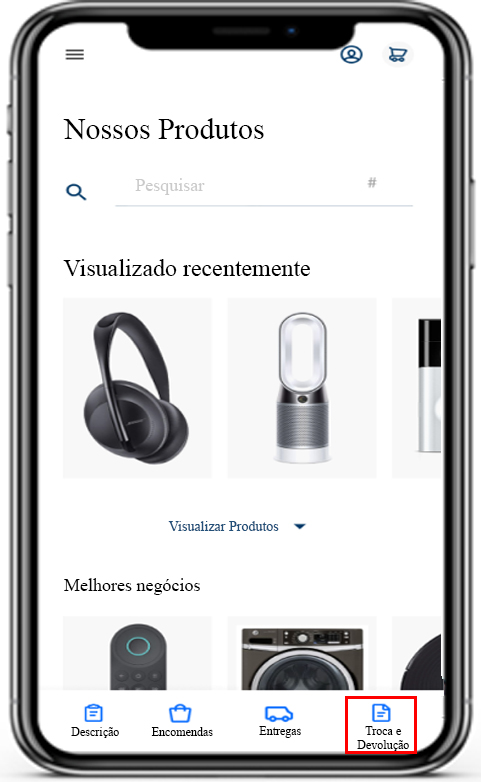 Nossos Produtos
Pesquisar #
Visualizado recentemente
Visualizar Produtos
Melhores negócios
Descrição
Encomendas
Entregas
Troca e
Devolução